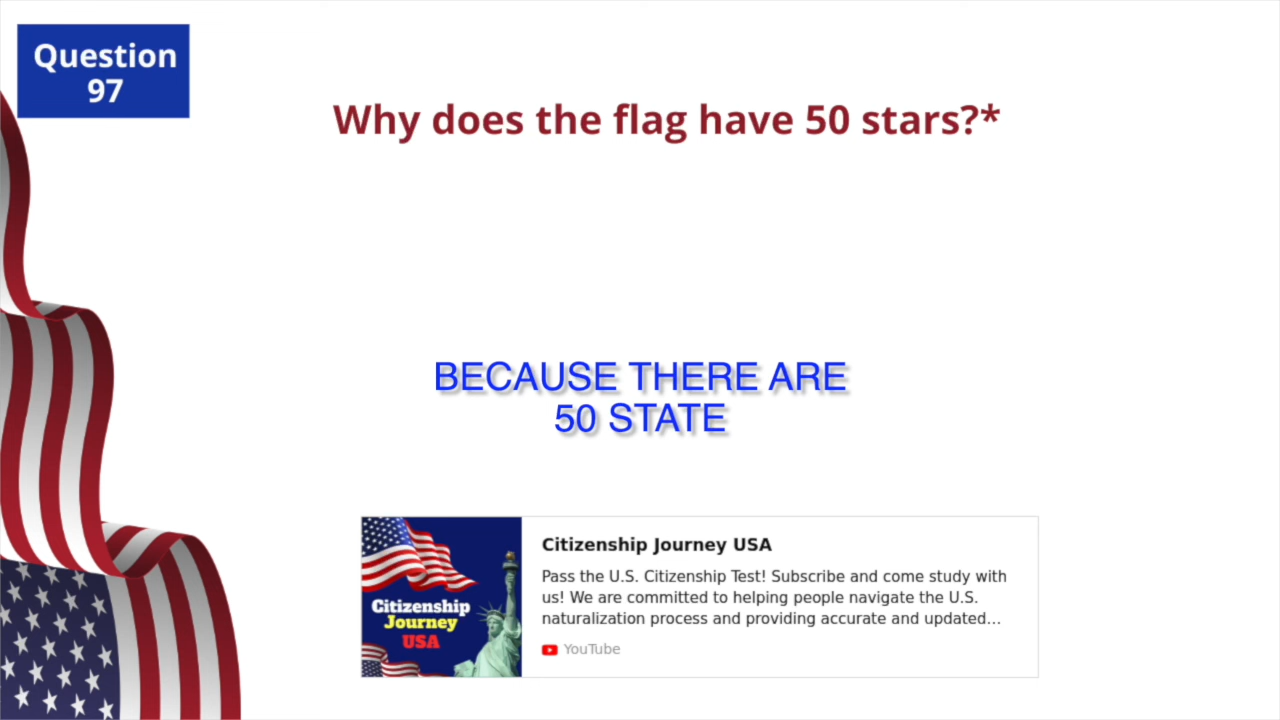 Question
97
Why does the flag have 50 stars?*
BECAUSE THERE ARE
50 STATE
Citizenship Journey USA
Pass the U.S. Citizenship Test! Subscribe and come study with
us! We are committed to helping people navigate the U.S.
naturalization process and providing accurate and updated...
YouTube
Citizenship
Journey
USA